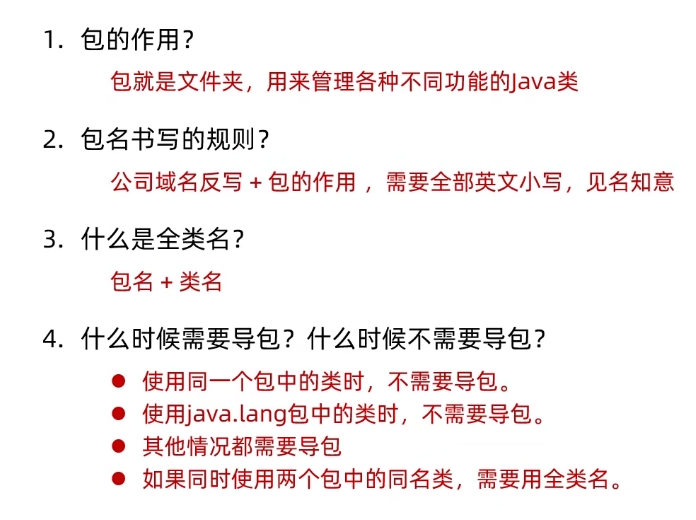 1. 包的作用？
包就是文件夹，用来管理各种不同功能的Java类
2. 包名书写的规则？
公司域名反写 + 包的作用 ，需要全部英文小写，见名知意
3. 什么是全类名？
包名 + 类名
4. 什么时候需要导包？什么时候不需要导包？
● 使用同一个包中的类时，不需要导包。
● 使用java.lang包中的类时，不需要导包。
● 其他情况都需要导包
● 如果同时使用两个包中的同名类，需要用全类名。